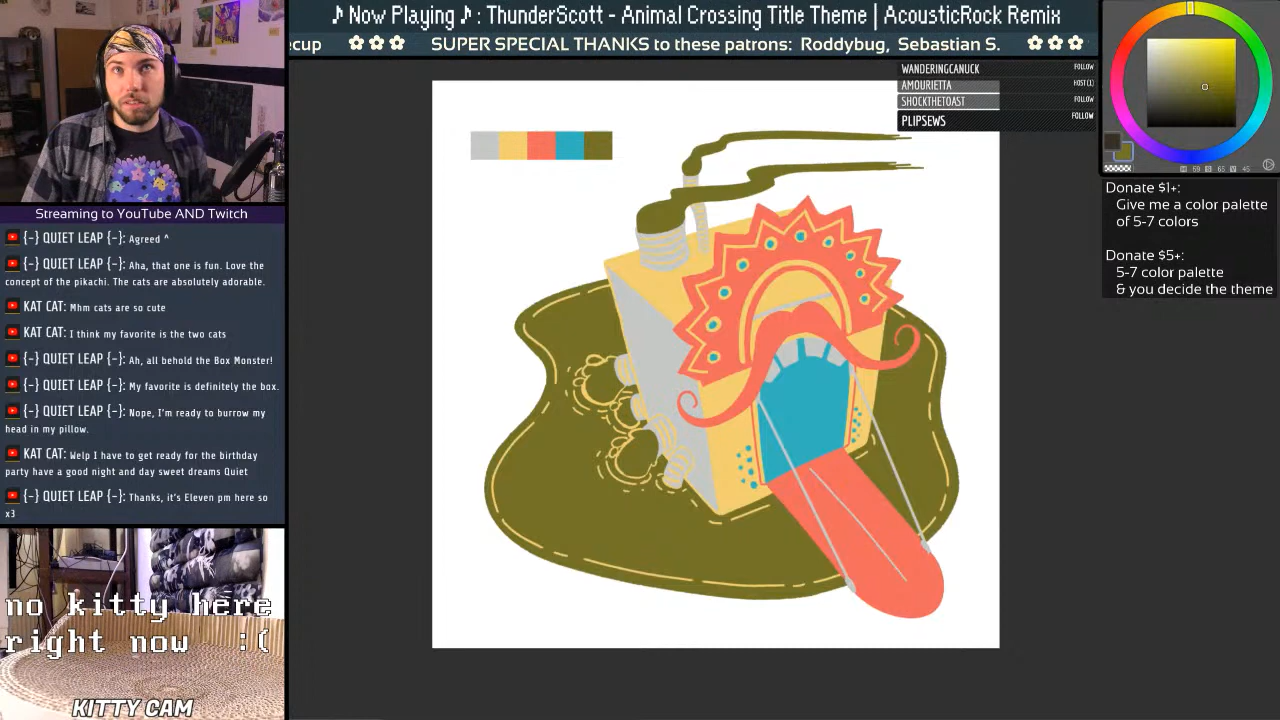 ♪ Now Playing ♪ : ThunderScott - Animal Crossing Title Theme | AcousticRock Remix
ecup ✿ ✿ ✿ SUPER SPECIAL THANKS to these patrons: Roddybug, Sebastian S. ✿ ✿ ✿
WANDERINGCANUCK FOLLOW
AMOURIETTA HOST (1)
SHOCKTHETOAST FOLLOW
PLIPSEWS FOLLOW
H 59 S 65 V 45
Donate $1+:
Give me a color palette
of 5-7 colors
Donate $5+:
5-7 color palette
& you decide the theme
Streaming to YouTube AND Twitch
{-} QUIET LEAP {-}: Agreed ^
{-} QUIET LEAP {-}: Aha, that one is fun. Love the
concept of the pikachi. The cats are absolutely adorable.
KAT CAT: Mhm cats are so cute
KAT CAT: I think my favorite is the two cats
{-} QUIET LEAP {-}: Ah, all behold the Box Monster!
{-} QUIET LEAP {-}: My favorite is definitely the box.
{-} QUIET LEAP {-}: Nope, I'm ready to burrow my
head in my pillow.
KAT CAT: Welp I have to get ready for the birthday
party have a good night and day sweet dreams Quiet
{-} QUIET LEAP {-}: Thanks, it's Eleven pm here so
x3
no kitty here
right now :(
KITTY CAM